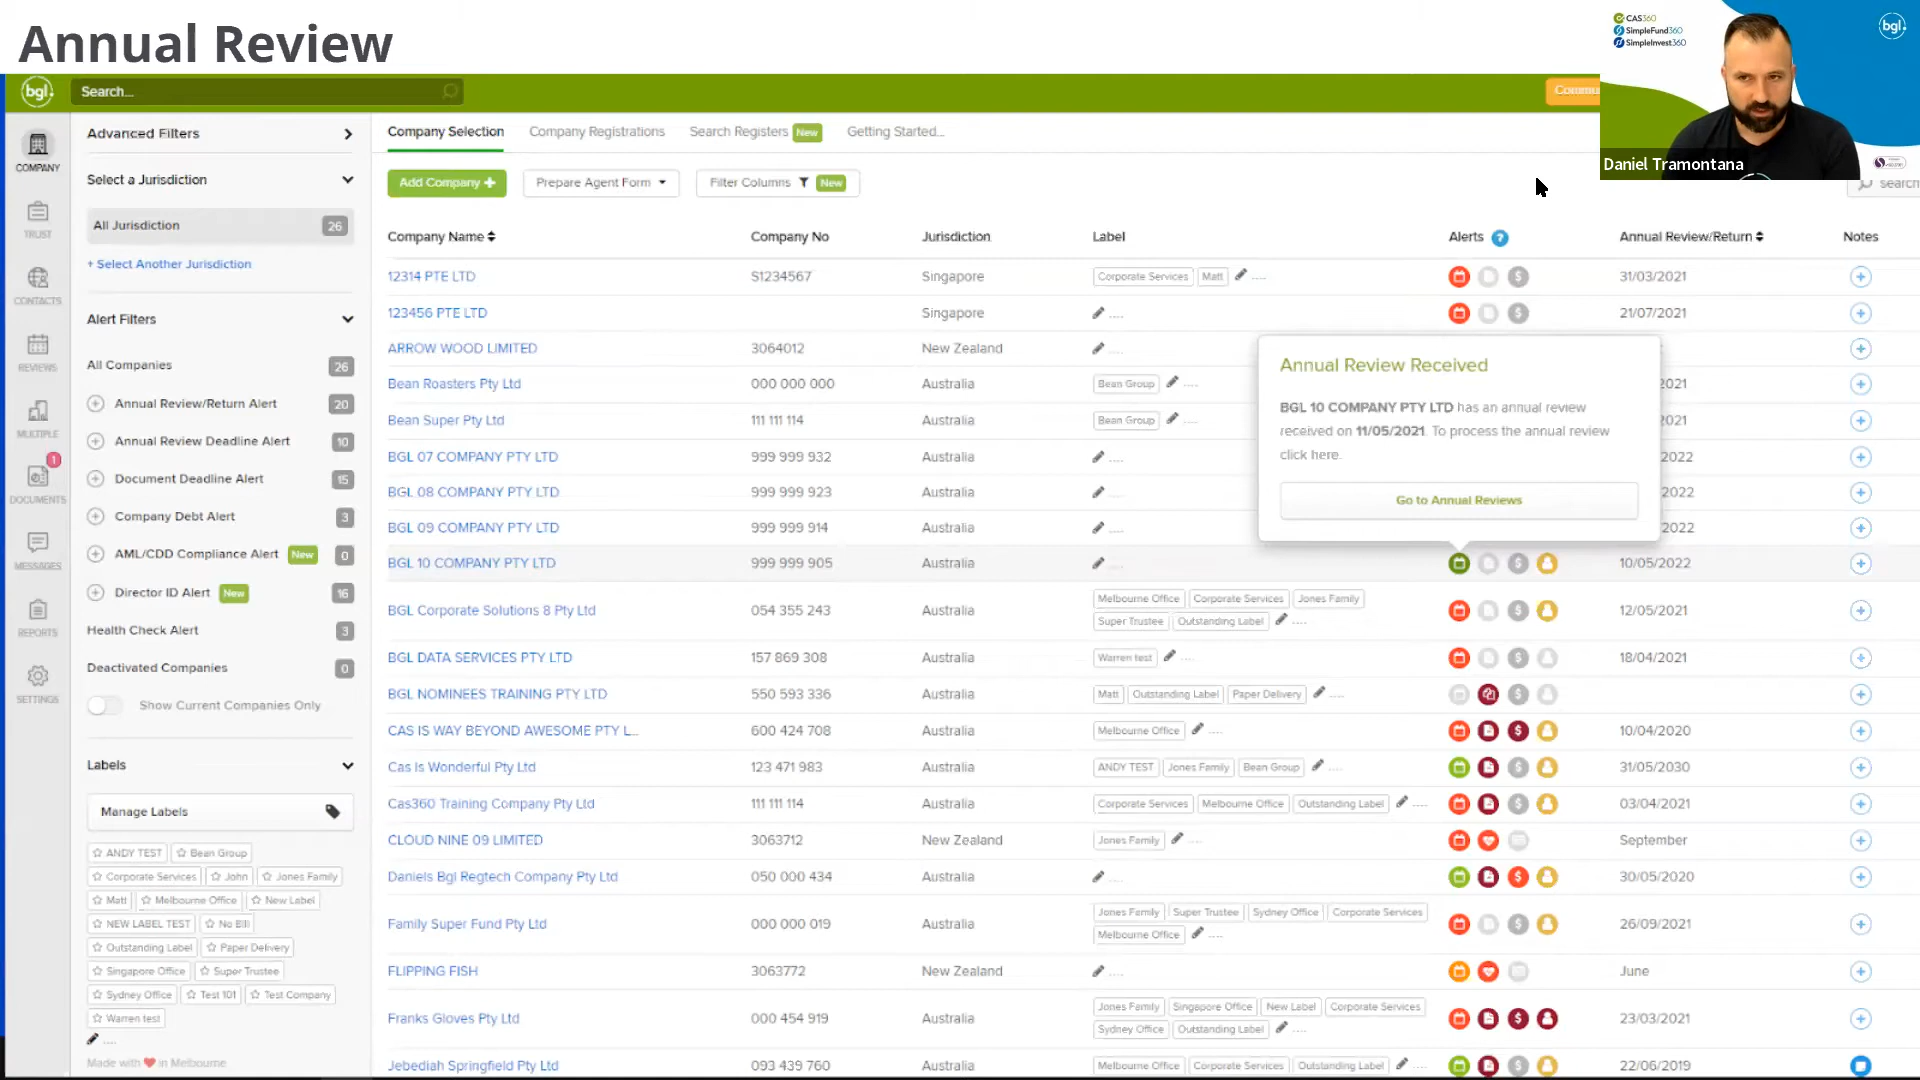 Annual Review
CAS360
SimpleFund360
SimpleInvest360
bgl.
Daniel Tramontana
bgl.
Search...
Advanced Filters
Company Selection
Company Registrations
Search Registers New
Getting Started...
COMPANY
Select a Jurisdiction
Add Company +
Prepare Agent Form
Filter Columns New
search
TRUST
All Jurisdiction 26
Company Name
Company No
Jurisdiction
Label
Alerts ?
Annual Review/Return
Notes
+ Select Another Jurisdiction
12314 PTE LTD S1234567 Singapore Corporate Services Matt .... 31/03/2021
CONTACTS
123456 PTE LTD Singapore .... 21/07/2021
Alert Filters
ARROW WOOD LIMITED 3064012 New Zealand ....
REVIEWS
All Companies 26
Bean Roasters Pty Ltd 000 000 000 Australia Bean Group .... 2021
Annual Review/Return Alert 20
Bean Super Pty Ltd 111 111 114 Australia Bean Group .... 2021
MULTIPLE
Annual Review Deadline Alert 10
BGL 07 COMPANY PTY LTD 999 999 932 Australia .... 2022
1
Document Deadline Alert 15
BGL 08 COMPANY PTY LTD 999 999 923 Australia .... 2022
DOCUMENTS
Company Debt Alert 3
BGL 09 COMPANY PTY LTD 999 999 914 Australia .... 2022
Annual Review Received
BGL 10 COMPANY PTY LTD has an annual review
received on 11/05/2021. To process the annual review
click here.
Go to Annual Reviews
AML/CDD Compliance Alert New 0
BGL 10 COMPANY PTY LTD 999 999 905 Australia .... 10/05/2022
MESSAGES
Director ID Alert New 16
BGL Corporate Solutions 8 Pty Ltd 054 355 243 Australia Melbourne Office Corporate Services Jones Family 12/05/2021
Super Trustee Outstanding Label ....
REPORTS
Health Check Alert 3
BGL DATA SERVICES PTY LTD 157 869 308 Australia Warren test .... 18/04/2021
Deactivated Companies 0
BGL NOMINEES TRAINING PTY LTD 550 593 336 Australia Matt Outstanding Label Paper Delivery ....
SETTINGS
Show Current Companies Only
CAS IS WAY BEYOND AWESOME PTY L... 600 424 708 Australia Melbourne Office .... 10/04/2020
Labels
Cas Is Wonderful Pty Ltd 123 471 983 Australia ANDY TEST Jones Family Bean Group .... 31/05/2030
Manage Labels
Cas360 Training Company Pty Ltd 111 111 114 Australia Corporate Services Melbourne Office Outstanding Label .... 03/04/2021
ANDY TEST Bean Group
CLOUD NINE 09 LIMITED 3063712 New Zealand Jones Family .... September
Corporate Services John Jones Family
Daniels Bgl Regtech Company Pty Ltd 050 000 434 Australia .... 30/05/2020
Matt Melbourne Office New Label
NEW LABEL TEST No Bill
Family Super Fund Pty Ltd 000 000 019 Australia Jones Family Super Trustee Sydney Office Corporate Services 26/09/2021
Melbourne Office ....
Outstanding Label Paper Delivery
Singapore Office Super Trustee
FLIPPING FISH 3063772 New Zealand .... June
Sydney Office Test 101 Test Company
Warren test
Franks Gloves Pty Ltd 000 454 919 Australia Jones Family Singapore Office New Label Corporate Services 23/03/2021
Sydney Office Outstanding Label ....
....
Made with ❤ in Melbourne
Jebediah Springfield Pty Ltd 093 439 760 Australia Melbourne Office Corporate Services Outstanding Label .... 22/06/2019